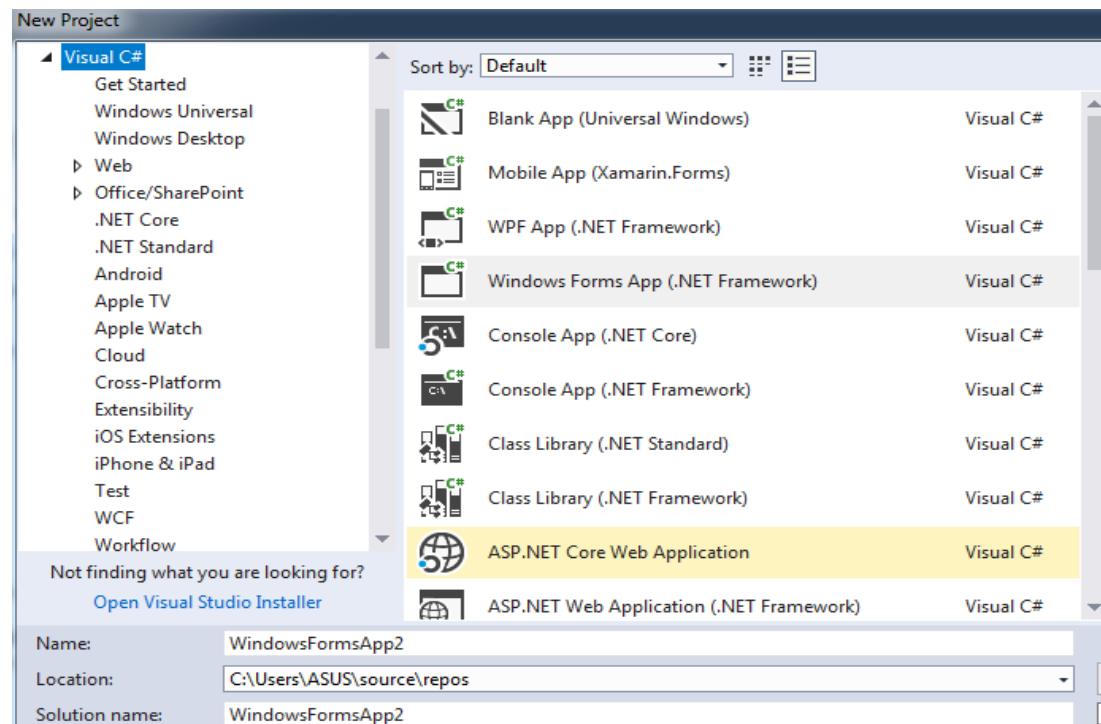 New Project
Visual C#
Get Started
Windows Universal
Windows Desktop
Web
Office/SharePoint
.NET Core
.NET Standard
Android
Apple TV
Apple Watch
Cloud
Cross-Platform
Extensibility
iOS Extensions
iPhone & iPad
Test
WCF
Workflow
Not finding what you are looking for?
Open Visual Studio Installer
Sort by: Default
Blank App (Universal Windows) Visual C#
Mobile App (Xamarin.Forms) Visual C#
WPF App (.NET Framework) Visual C#
Windows Forms App (.NET Framework) Visual C#
Console App (.NET Core) Visual C#
Console App (.NET Framework) Visual C#
Class Library (.NET Standard) Visual C#
Class Library (.NET Framework) Visual C#
ASP.NET Core Web Application Visual C#
ASP.NET Web Application (.NET Framework) Visual C#
Name: WindowsFormsApp2
Location: C:\Users\ASUS\source\repos
Solution name: WindowsFormsApp2